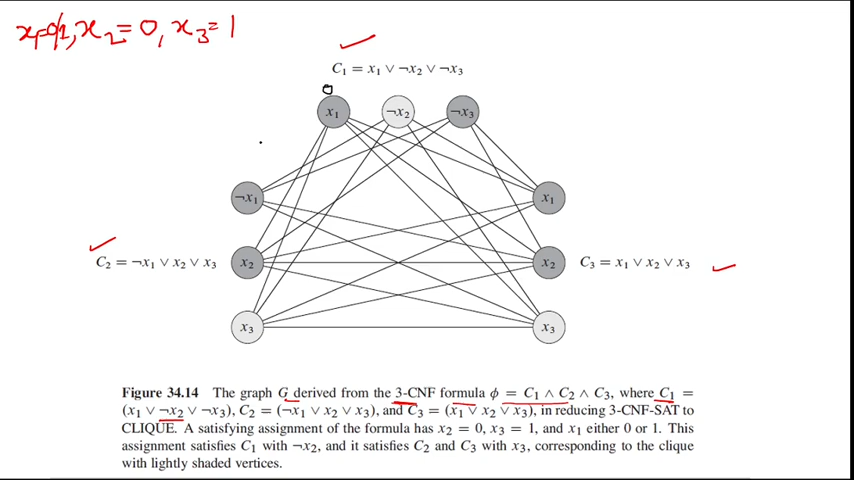 x₁=0/1, x₂=0, x₃=1
C₁ = x₁ ∨ ¬x₂ ∨ ¬x₃
x₁ ¬x₂ ¬x₃
¬x₁ x₁
C₂ = ¬x₁ ∨ x₂ ∨ x₃ x₂ x₂ C₃ = x₁ ∨ x₂ ∨ x₃
x₃ x₃
Figure 34.14 The graph G derived from the 3-CNF formula ϕ = C₁ ∧ C₂ ∧ C₃, where C₁ =
(x₁ ∨ ¬x₂ ∨ ¬x₃), C₂ = (¬x₁ ∨ x₂ ∨ x₃), and C₃ = (x₁ ∨ x₂ ∨ x₃), in reducing 3-CNF-SAT to
CLIQUE. A satisfying assignment of the formula has x₂ = 0, x₃ = 1, and x₁ either 0 or 1. This
assignment satisfies C₁ with ¬x₂, and it satisfies C₂ and C₃ with x₃, corresponding to the clique
with lightly shaded vertices.